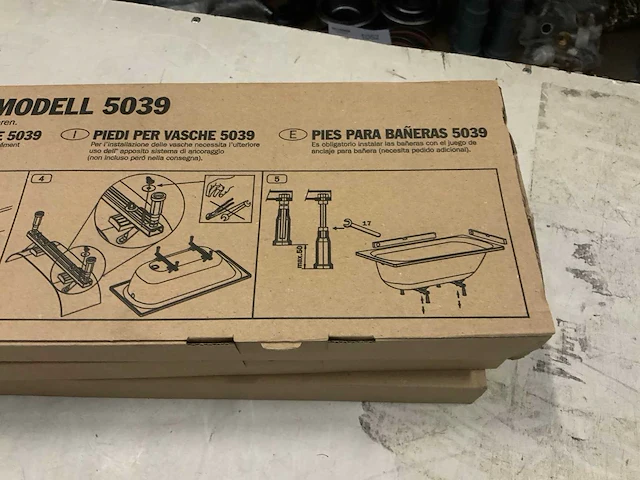 MODELL 5039
eren.
E 5039
I PIEDI PER VASCHE 5039
Per l'installazione delle vasche necessita l'ulteriore
uso dell' apposito sistema di ancoraggio
(non incluso però nella consegna).
E PIES PARA BAÑERAS 5039
Es obligatorio instalar las bañeras con el juego de
anclaje para bañera (necesita pedido adicional).
4
5
17
max.50